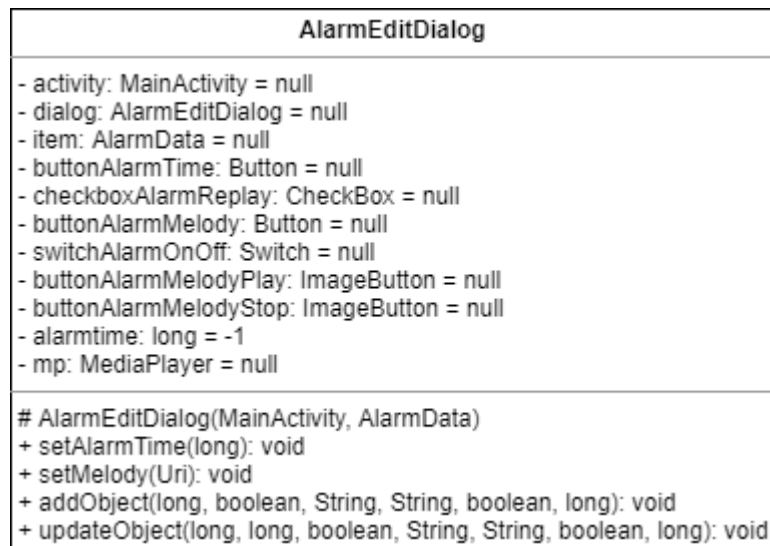 AlarmEditDialog
- activity: MainActivity = null
- dialog: AlarmEditDialog = null
- item: AlarmData = null
- buttonAlarmTime: Button = null
- checkboxAlarmReplay: CheckBox = null
- buttonAlarmMelody: Button = null
- switchAlarmOnOff: Switch = null
- buttonAlarmMelodyPlay: ImageButton = null
- buttonAlarmMelodyStop: ImageButton = null
- alarmtime: long = -1
- mp: MediaPlayer = null
# AlarmEditDialog(MainActivity, AlarmData)
+ setAlarmTime(long): void
+ setMelody(Uri): void
+ addObject(long, boolean, String, String, boolean, long): void
+ updateObject(long, long, boolean, String, String, boolean, long): void